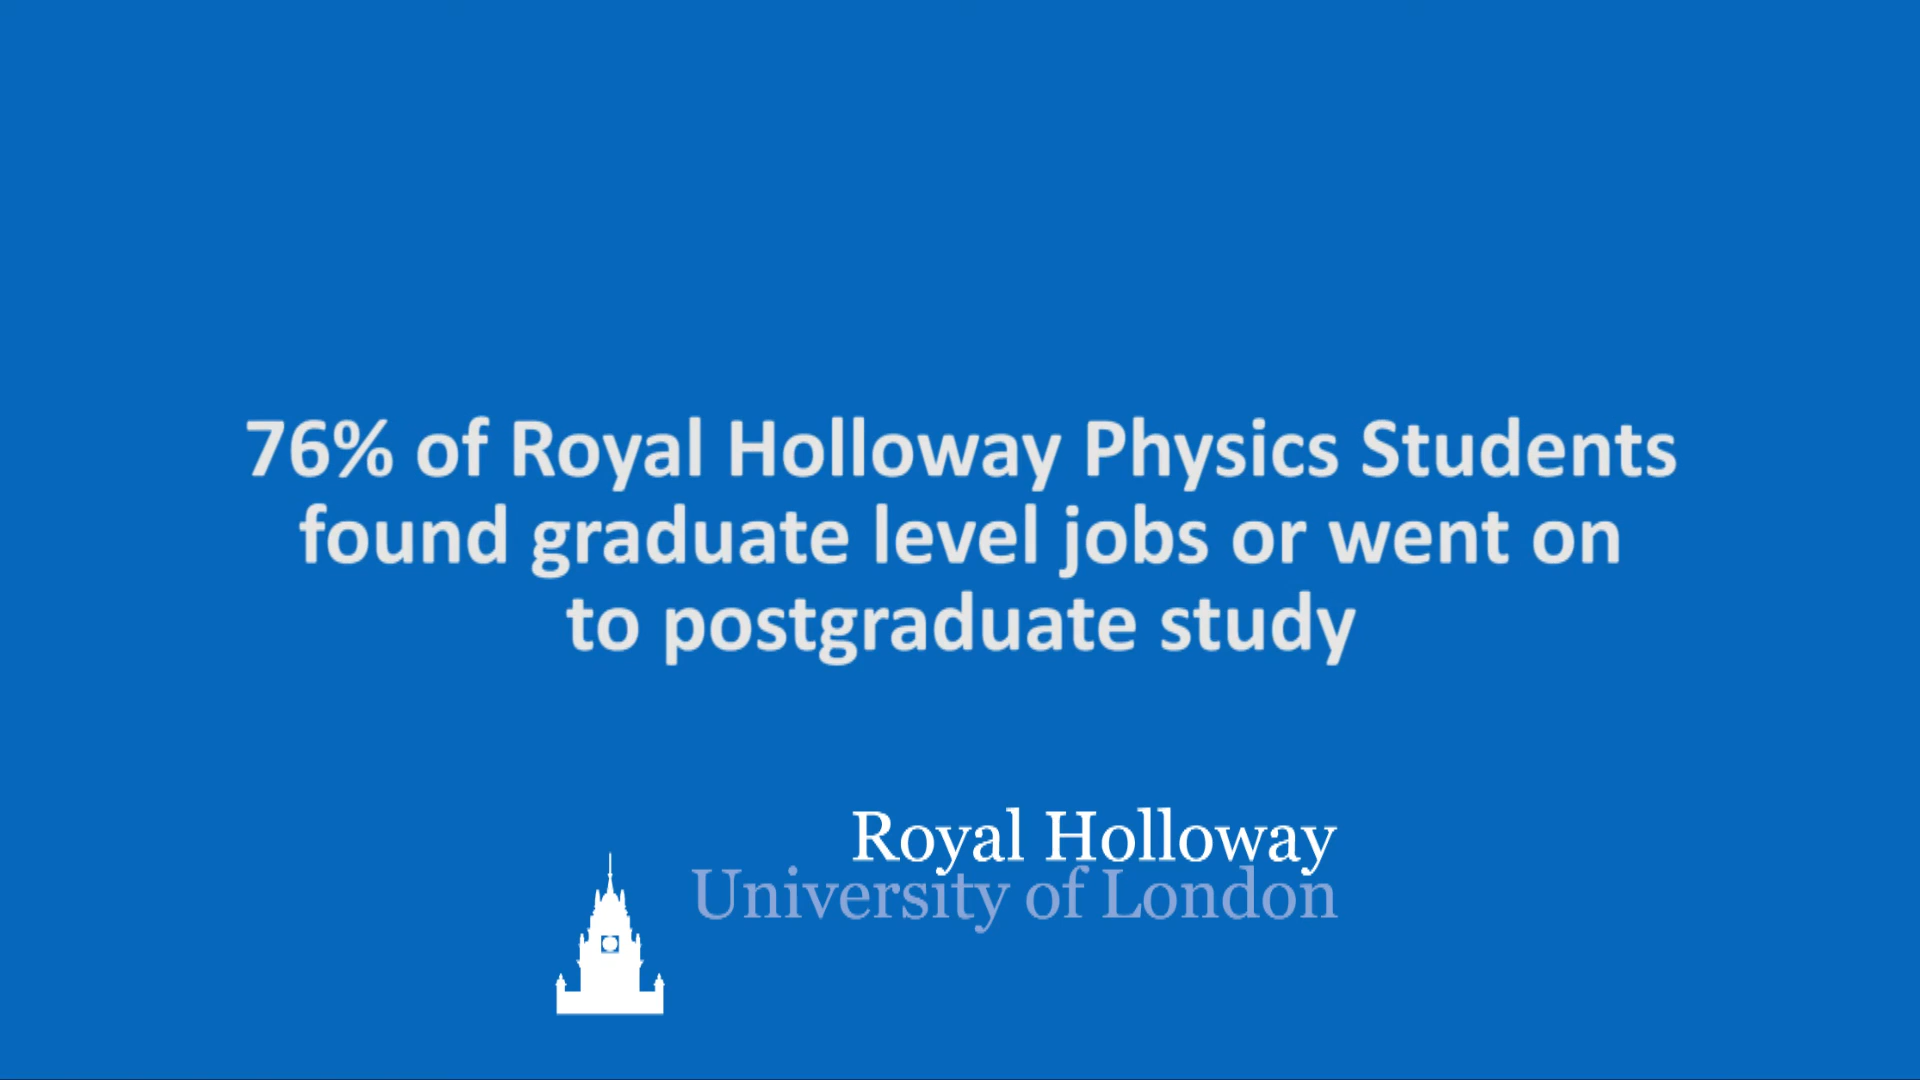 76% of Royal Holloway Physics Students
found graduate level jobs or went on
to postgraduate study
Royal Holloway
University of London